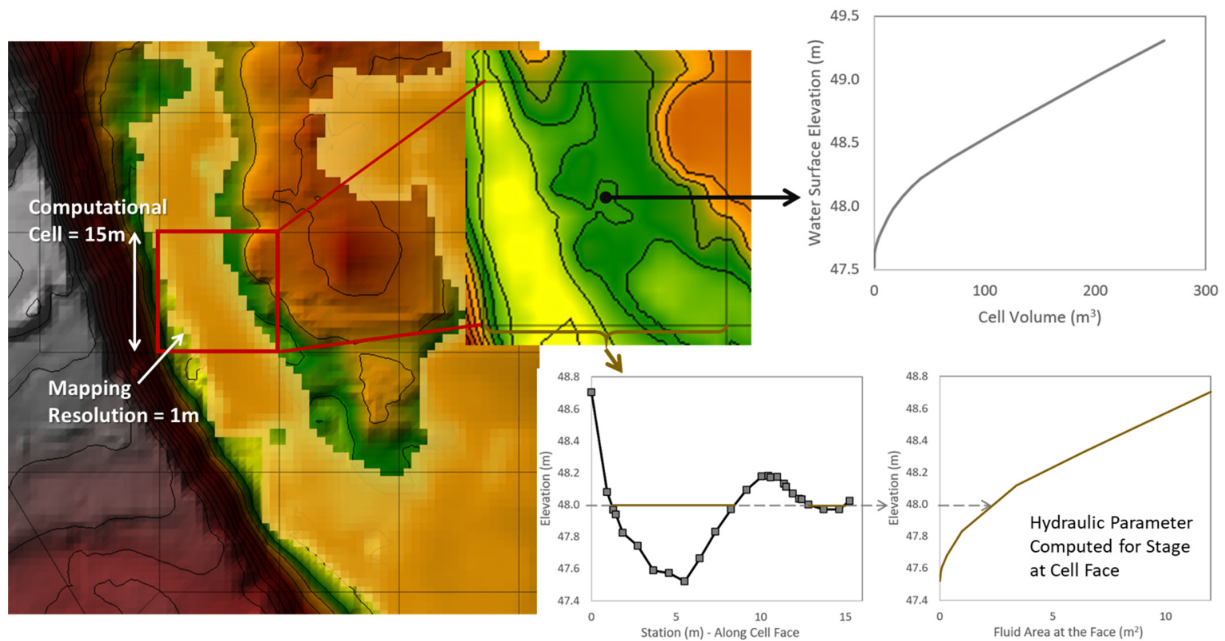 Computational
Cell = 15m
Mapping
Resolution = 1m
49.5
49.0
48.5
48.0
47.5
Water Surface Elevation (m)
0
100
200
300
Cell Volume (m³)
48.8
48.6
48.4
48.2
48.0
47.8
47.6
47.4
Elevation (m)
0
5
10
15
Station (m) - Along Cell Face
48.8
48.6
48.4
48.2
48.0
47.8
47.6
47.4
Elevation (m)
Hydraulic Parameter
Computed for Stage
at Cell Face
0
5
10
Fluid Area at the Face (m²)